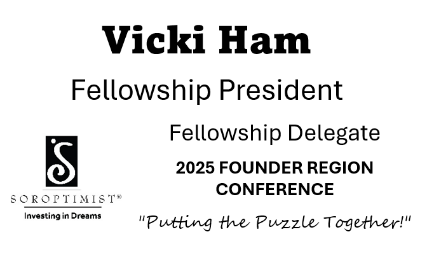 Vicki Ham
Fellowship President
Fellowship Delegate
2025 FOUNDER REGION
CONFERENCE
"Putting the Puzzle Together!"
S
SOROPTIMIST®
Investing in Dreams